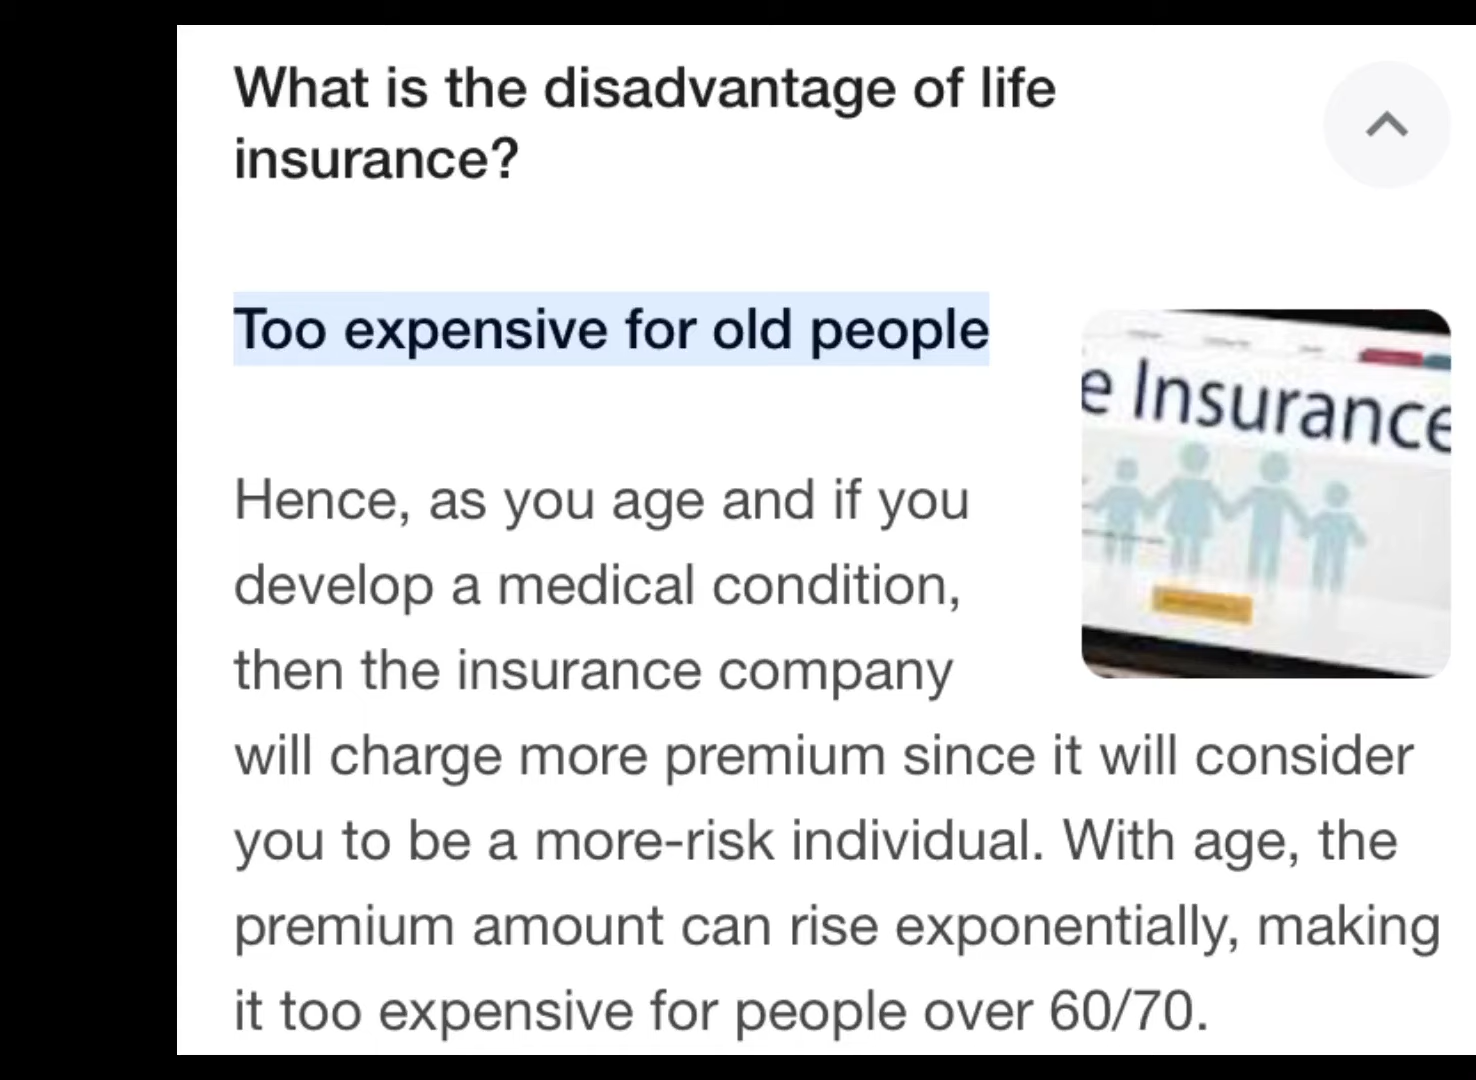 What is the disadvantage of life
insurance?
Too expensive for old people
e Insurance
Hence, as you age and if you
develop a medical condition,
then the insurance company
will charge more premium since it will consider
you to be a more-risk individual. With age, the
premium amount can rise exponentially, making
it too expensive for people over 60/70.